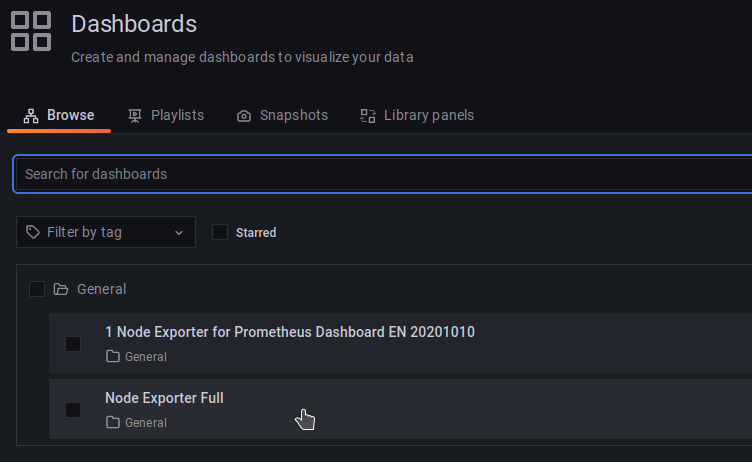 Dashboards
Create and manage dashboards to visualize your data
Browse Playlists Snapshots Library panels
Search for dashboards
Filter by tag Starred
General
1 Node Exporter for Prometheus Dashboard EN 20201010
General
Node Exporter Full
General